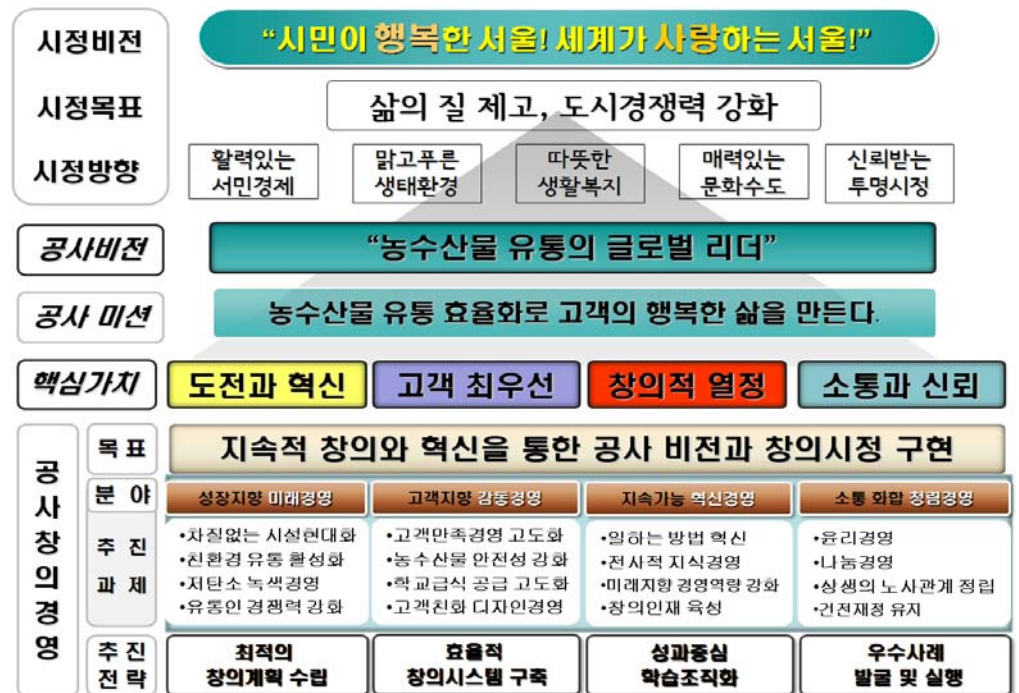 시정비전
“시민이 행복한 서울! 세계가 사랑하는 서울!”
시정목표
삶의 질 제고, 도시경쟁력 강화
시정방향
활력있는
서민경제
맑고푸른
생태환경
따뜻한
생활복지
매력있는
문화수도
신뢰받는
투명시정
공사비전
“농수산물 유통의 글로벌 리더”
공사 미션
농수산물 유통 효율화로 고객의 행복한 삶을 만든다.
핵심가치
도전과 혁신
고객 최우선
창의적 열정
소통과 신뢰
공사창의경영
목 표
지속적 창의와 혁신을 통한 공사 비전과 창의시정 구현
분 야
성장지향 미래경영
고객지향 감동경영
지속가능 혁신경영
소통 화합 청렴경영
추 진
과 제
•차질없는 시설현대화
•친환경 유통 활성화
•저탄소 녹색경영
•유통인 경쟁력 강화
•고객만족경영 고도화
•농수산물 안전성 강화
•학교급식 공급 고도화
•고객친화 디자인경영
•일하는 방법 혁신
•전사적 지식경영
•미래지향 경영역량 강화
•창의인재 육성
•윤리경영
•나눔경영
•상생의 노사관계 정립
•건전재정 유지
추 진
전 략
최적의
창의계획 수립
효율적
창의시스템 구축
성과중심
학습조직화
우수사례
발굴 및 실행